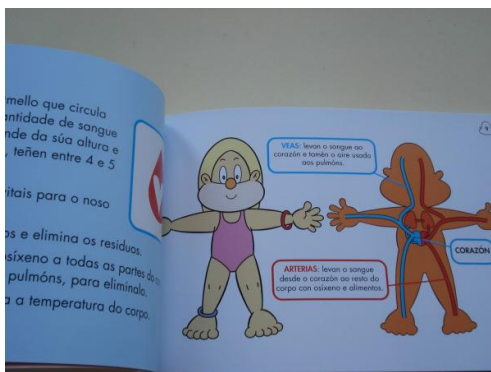 mello que circula
antidade de sangue
nde da súa altura e
, teñen entre 4 e 5
vitais para o noso
os e elimina os residuos.
osíxeno a todas as partes do
pulmóns, para eliminalo.
a a temperatura do corpo.
VEAS: levan o sangue ao
corazón e tamén o aire usado
aos pulmóns.
CORAZÓN
ARTERIAS: levan o sangue
desde o corazón ao resto do
corpo con osíxeno e alimentos.